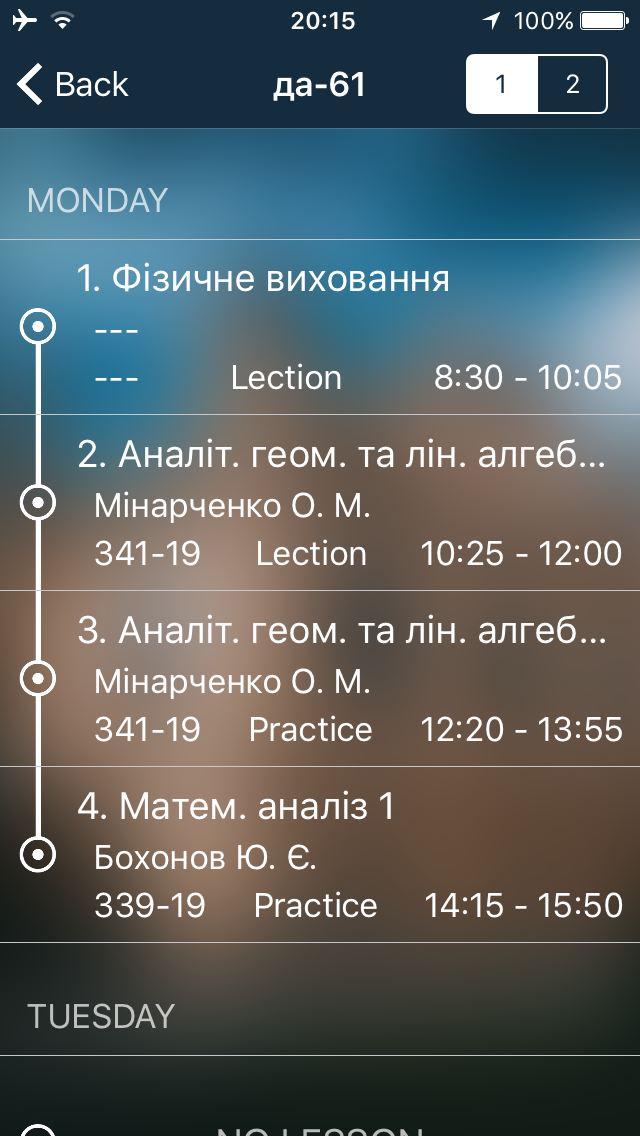 20:15 100%
Back да-61 1 2
MONDAY
1. Фізичне виховання
---
--- Lection 8:30 - 10:05
2. Аналіт. геом. та лін. алгеб...
Мінарченко О. М.
341-19 Lection 10:25 - 12:00
3. Аналіт. геом. та лін. алгеб...
Мінарченко О. М.
341-19 Practice 12:20 - 13:55
4. Матем. аналіз 1
Бохонов Ю. Є.
339-19 Practice 14:15 - 15:50
TUESDAY
NO LESSON